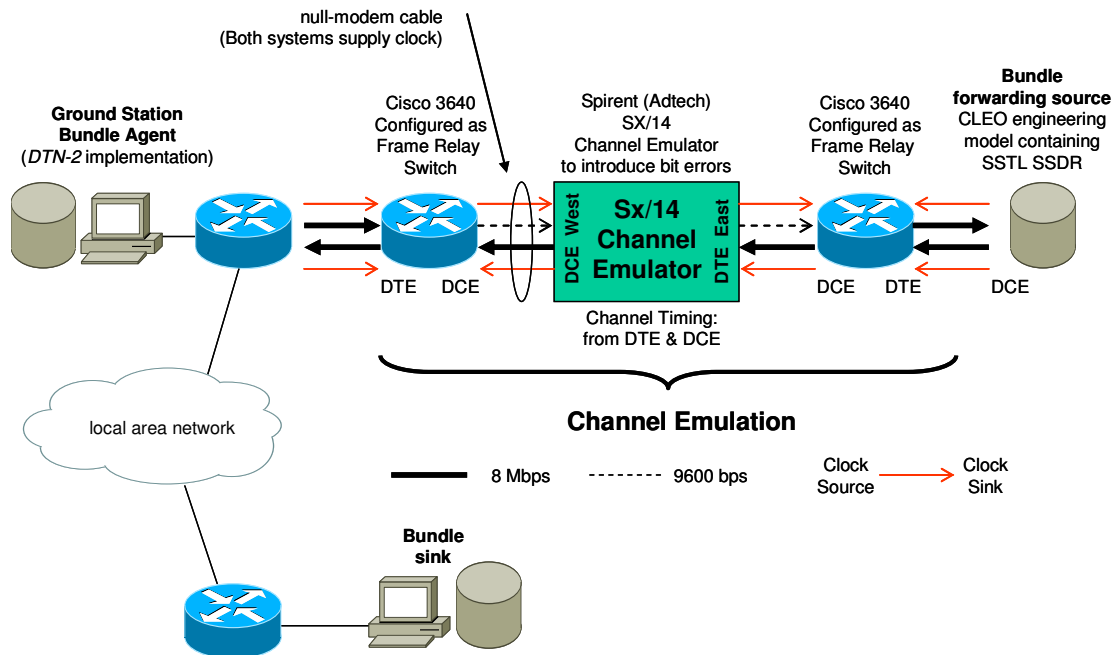 null-modem cable
(Both systems supply clock)
Ground Station
Bundle Agent
(DTN-2 implementation)
Cisco 3640
Configured as
Frame Relay
Switch
Spirent (Adtech)
SX/14
Channel Emulator
to introduce bit errors
Cisco 3640
Configured as
Frame Relay
Switch
Bundle
forwarding source
CLEO engineering
model containing
SSTL SSDR
DCE West
Sx/14
Channel
Emulator
DTE East
DTE
DCE
DCE
DTE
DCE
Channel Timing:
from DTE & DCE
Channel Emulation
local area network
8 Mbps
9600 bps
Clock
Source
Clock
Sink
Bundle
sink